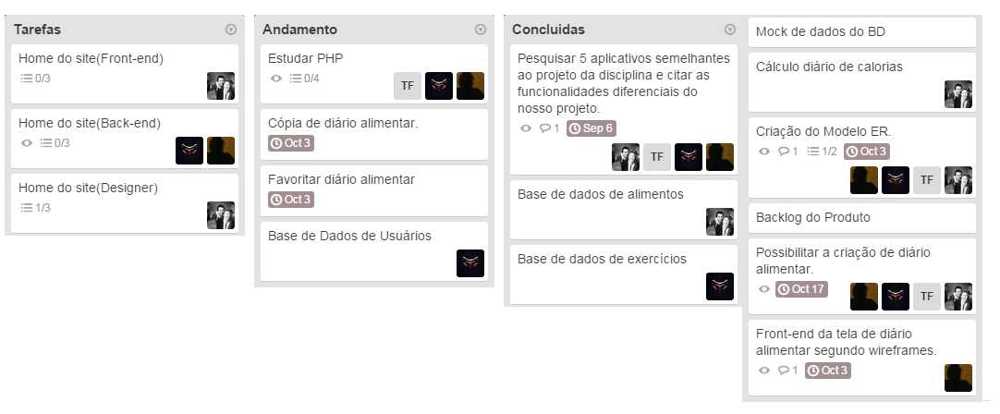 Tarefas
Home do site(Front-end)
0/3
Home do site(Back-end)
0/3
Home do site(Designer)
1/3
Andamento
Estudar PHP
0/4
TF
Cópia de diário alimentar.
Oct 3
Favoritar diário alimentar
Oct 3
Base de Dados de Usuários
Concluidas
Pesquisar 5 aplicativos semelhantes
ao projeto da disciplina e citar as
funcionalidades diferenciais do
nosso projeto.
1 Sep 6
TF
Base de dados de alimentos
Base de dados de exercícios
Mock de dados do BD
Cálculo diário de calorias
Criação do Modelo ER.
1 1/2 Oct 3
TF
Backlog do Produto
Possibilitar a criação de diário
alimentar.
Oct 17
TF
Front-end da tela de diário
alimentar segundo wireframes.
1 Oct 3